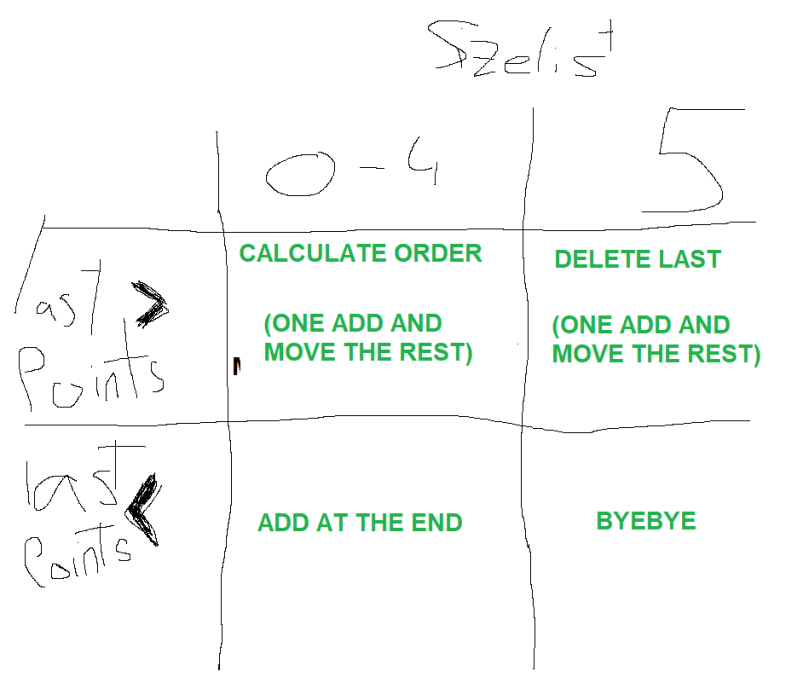 Szelist
0-4 5
last >
Points
CALCULATE ORDER
(ONE ADD AND
MOVE THE REST)
DELETE LAST
(ONE ADD AND
MOVE THE REST)
last <
Points
ADD AT THE END
BYEBYE